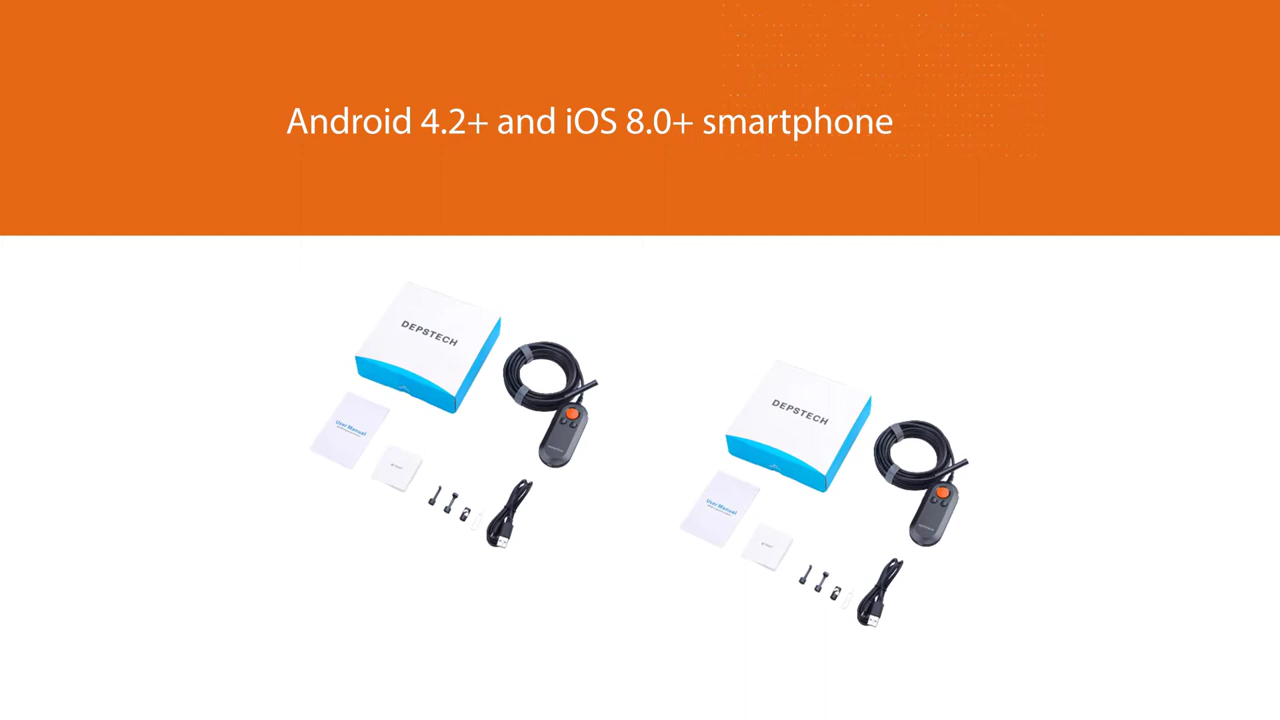 Android 4.2+ and iOS 8.0+ smartphone
DEPSTECH
User Manual
DEPSTECH
User Manual